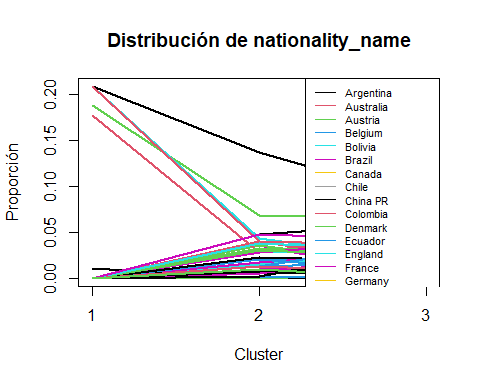 Distribución de nationality_name
Proporción
0.20
0.15
0.10
0.05
0.00
Argentina
Australia
Austria
Belgium
Bolivia
Brazil
Canada
Chile
China PR
Colombia
Denmark
Ecuador
England
France
Germany
1 2 3
Cluster